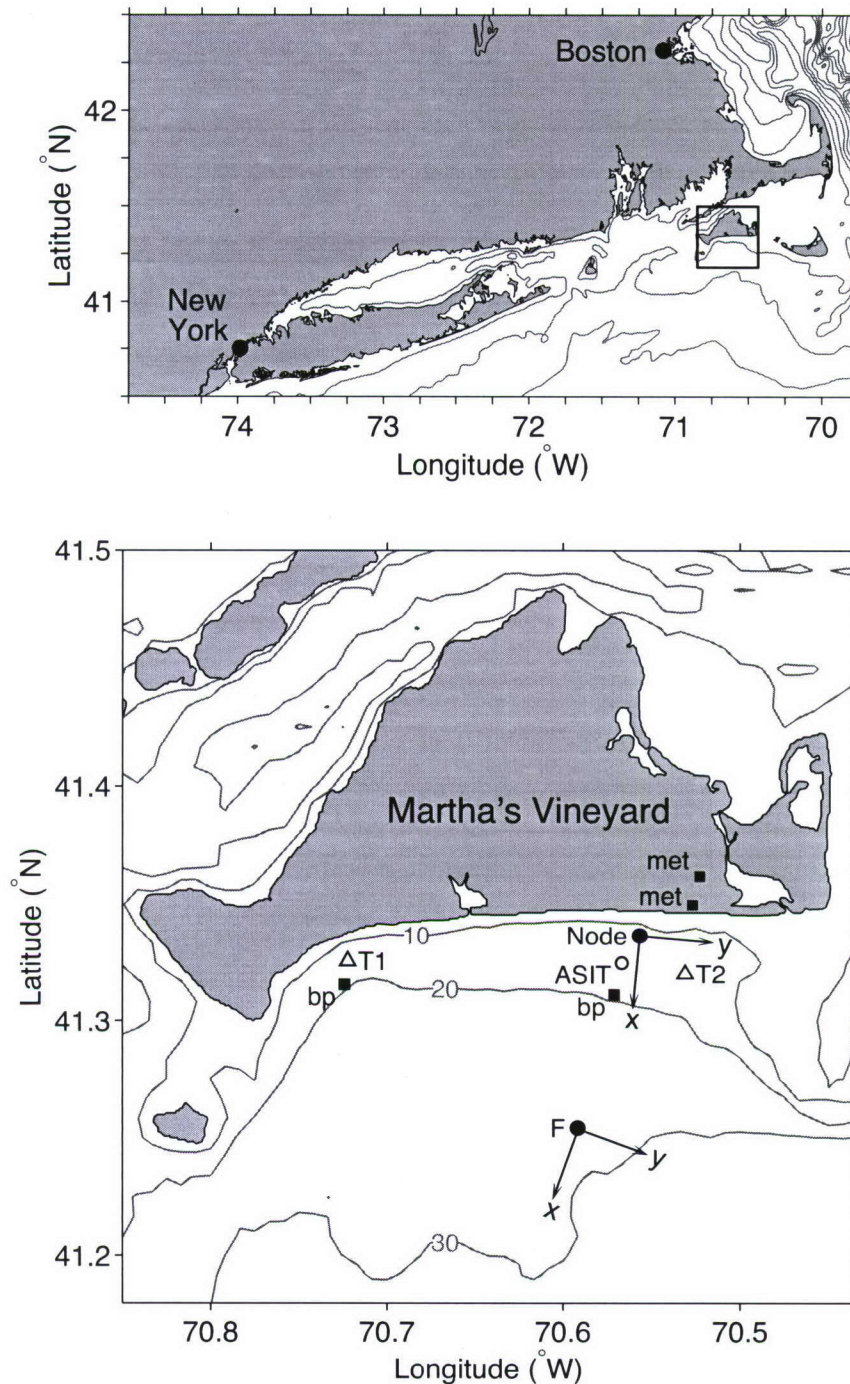 Boston
42
Latitude (°N)
41
New
York
74
73
72
71
70
Longitude (°W)
41.5
41.4
Martha's Vineyard
met
met
10
Node
y
T1
ASIT
T2
bp
20
bp
x
41.3
Latitude (°N)
F
y
x
30
41.2
70.8
70.7
70.6
70.5
Longitude (°W)